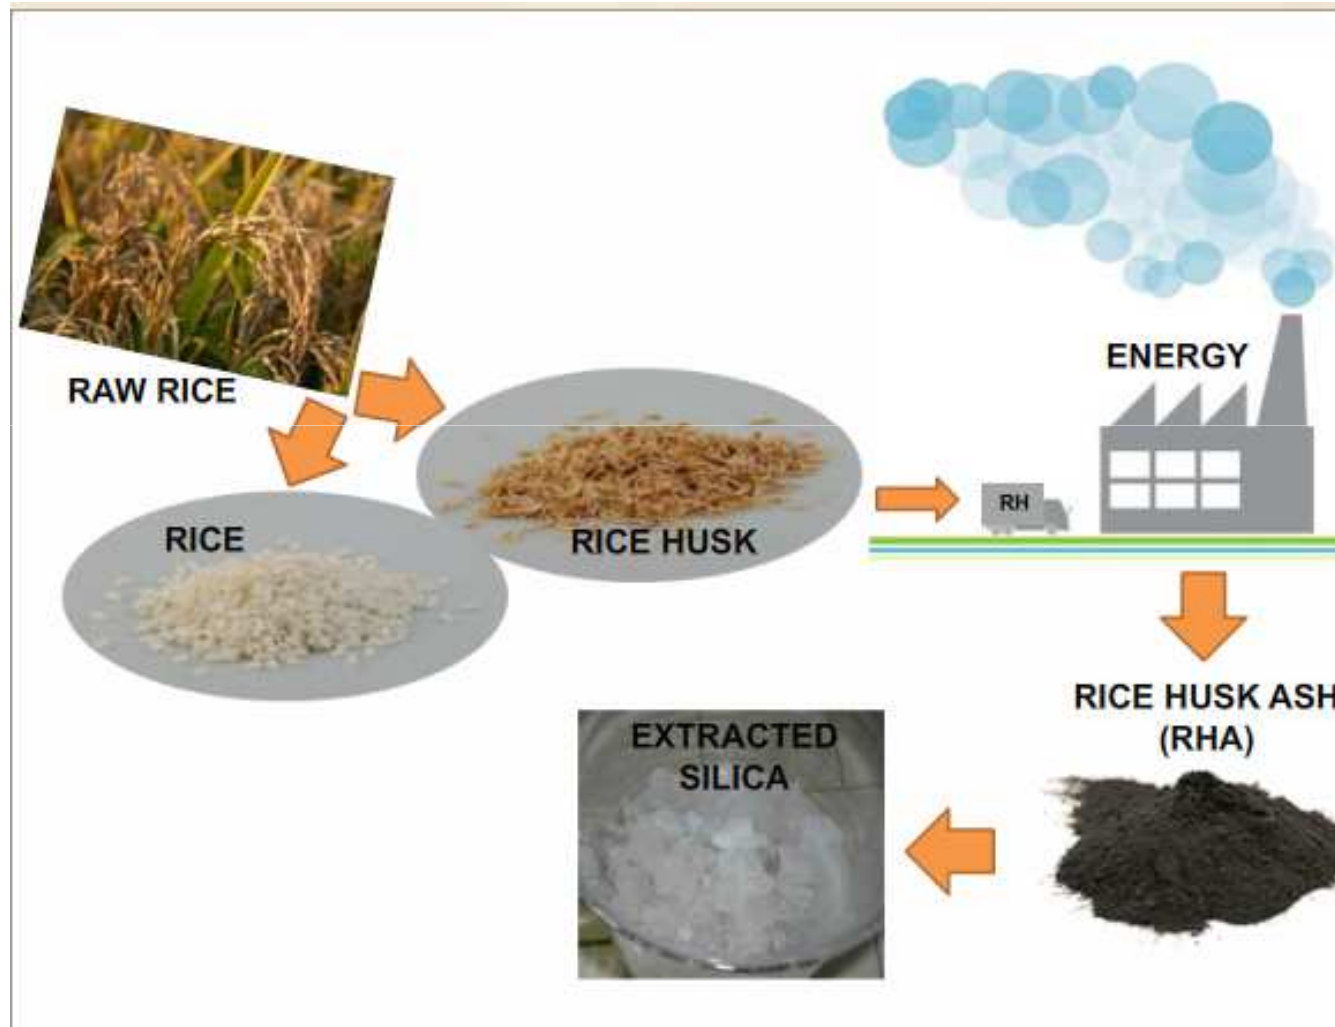 RAW RICE
RICE
RICE HUSK
RH
ENERGY
RICE HUSK ASH
(RHA)
EXTRACTED
SILICA